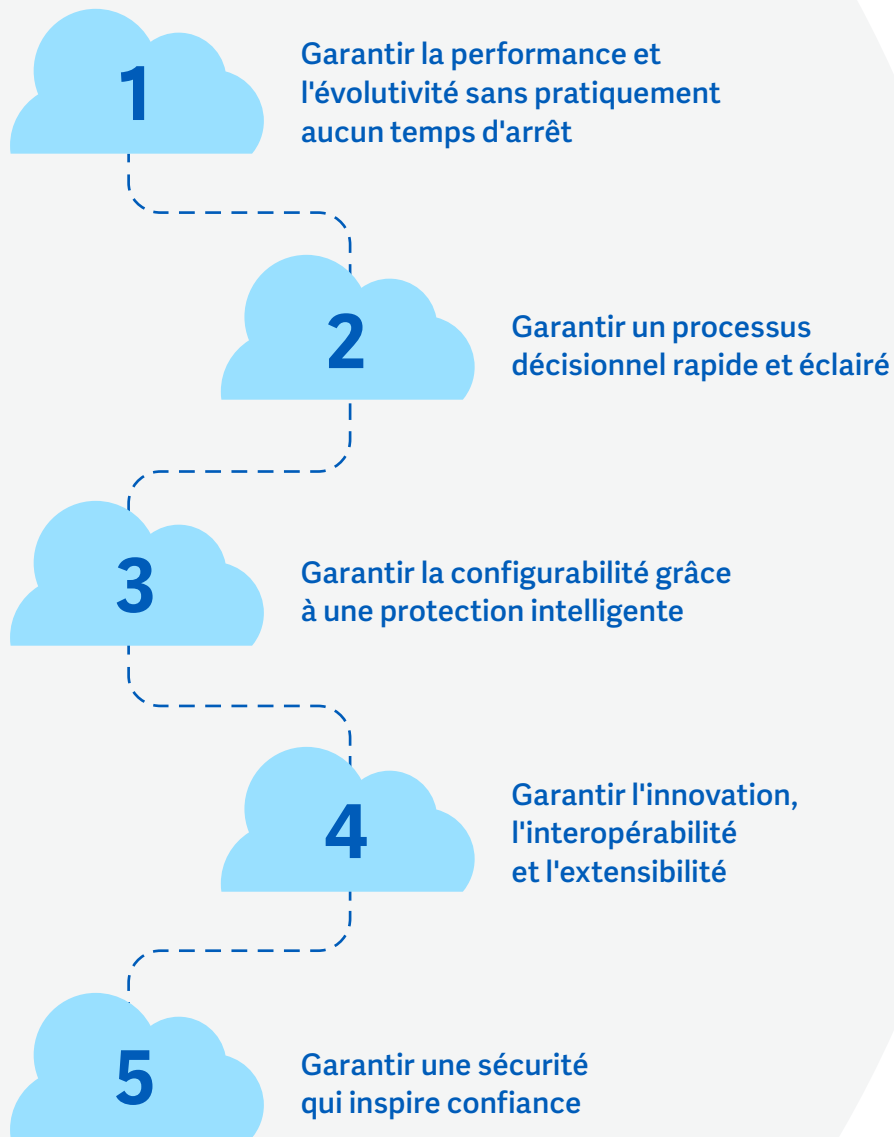 1
Garantir la performance et
l'évolutivité sans pratiquement
aucun temps d'arrêt
2
Garantir un processus
décisionnel rapide et éclairé
3
Garantir la configurabilité grâce
à une protection intelligente
4
Garantir l'innovation,
l'interopérabilité
et l'extensibilité
5
Garantir une sécurité
qui inspire confiance